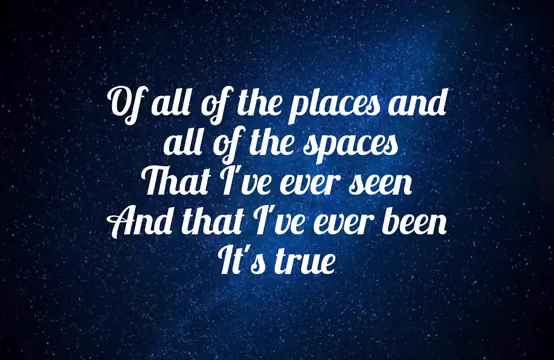 Of all of the places and
all of the spaces
That I've ever seen
And that I've ever been
It's true